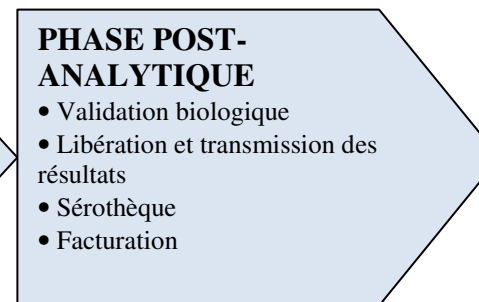 PHASE POST-
ANALYTIQUE
• Validation biologique
• Libération et transmission des
résultats
• Sérothèque
• Facturation